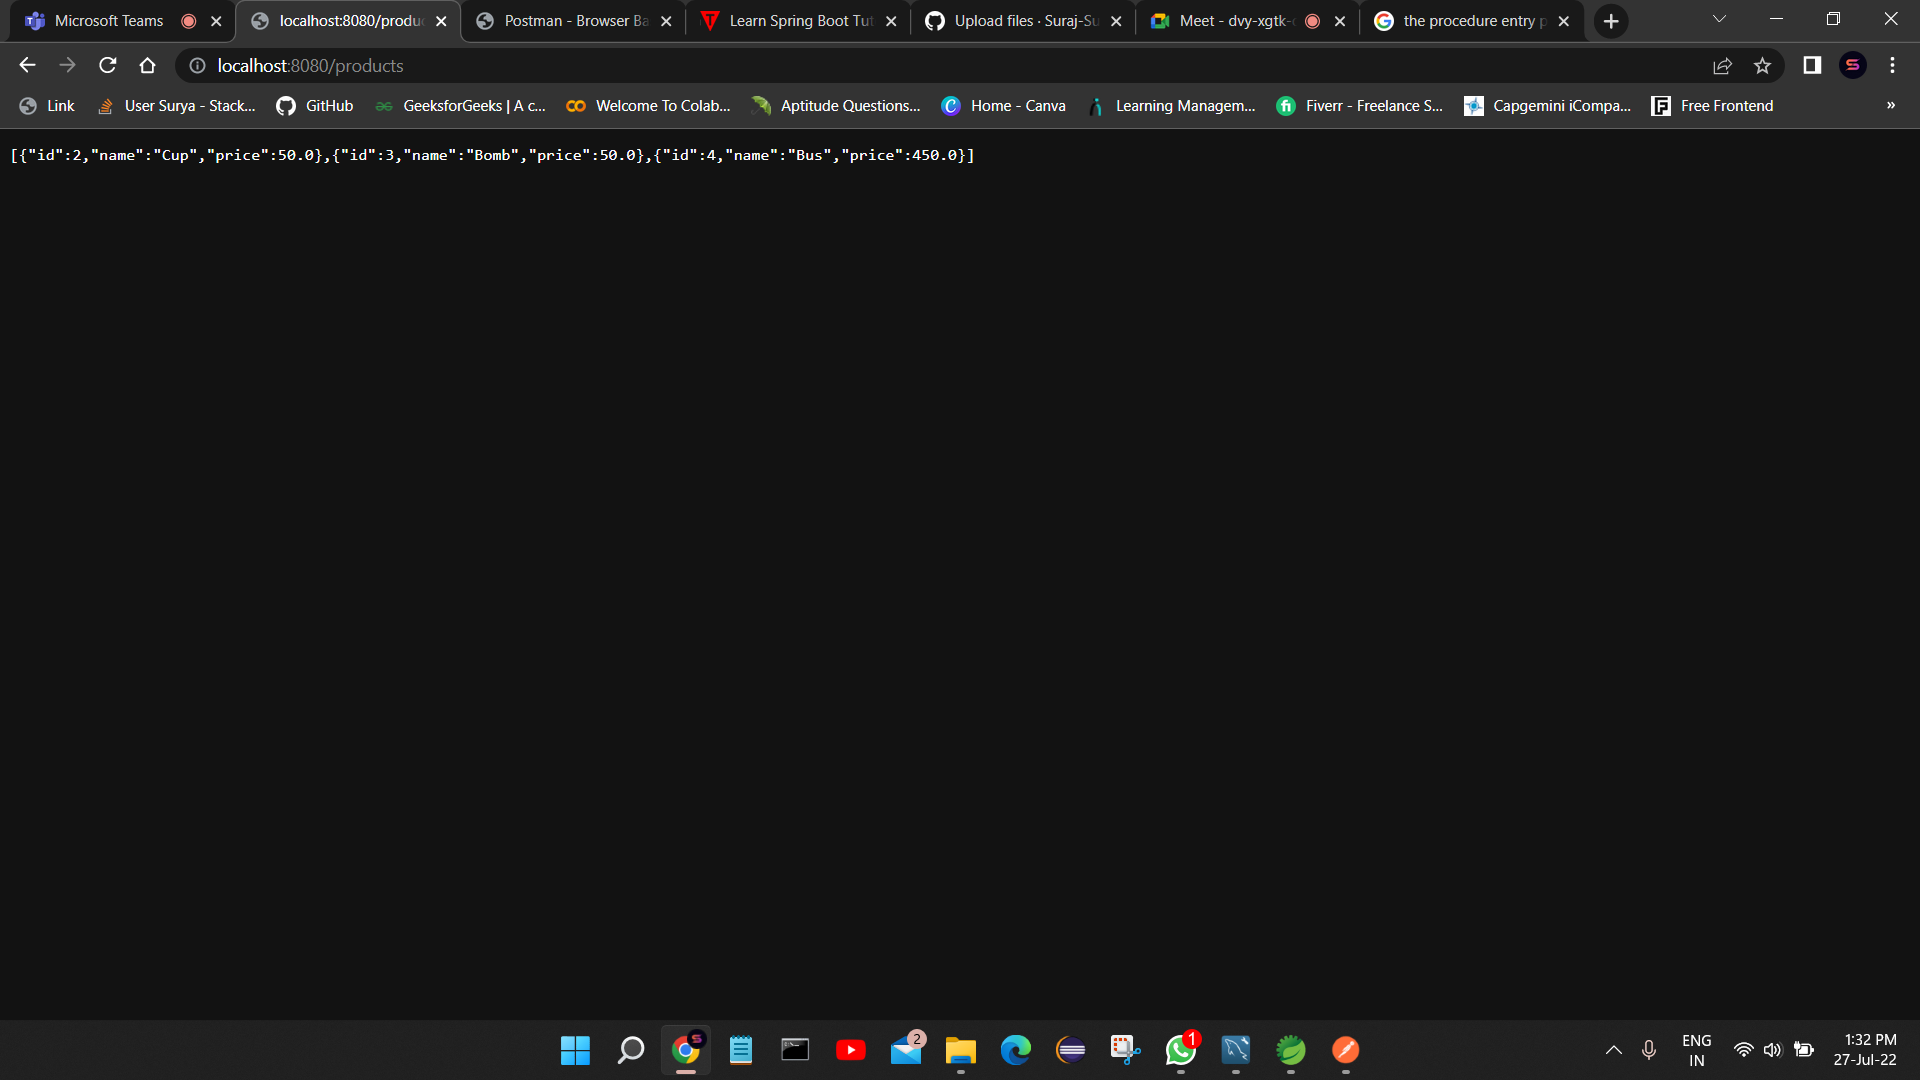 Microsoft Teams
localhost:8080/produc
Postman - Browser Ba
Learn Spring Boot Tut
Upload files · Suraj-Su
Meet - dvy-xgtk-
the procedure entry p
localhost:8080/products
Link
User Surya - Stack...
GitHub
GeeksforGeeks | A c...
Welcome To Colab...
Aptitude Questions...
Home - Canva
Learning Managem...
Fiverr - Freelance S...
Capgemini iCompa...
Free Frontend
»
[{"id":2,"name":"Cup","price":50.0},{"id":3,"name":"Bomb","price":50.0},{"id":4,"name":"Bus","price":450.0}]
2
1
ENG
IN
1:32 PM
27-Jul-22